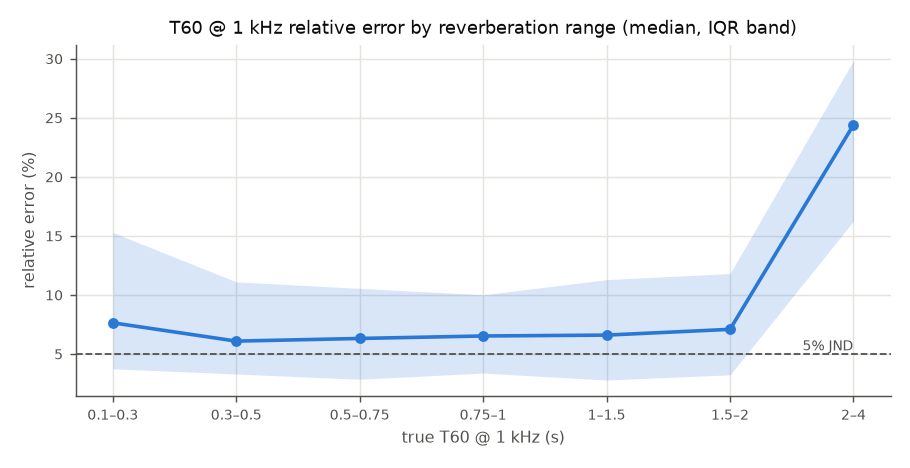 T60 @ 1 kHz relative error by reverberation range (median, IQR band)
relative error (%)
30
25
20
15
10
5
5% JND
0.1–0.3 0.3–0.5 0.5–0.75 0.75–1 1–1.5 1.5–2 2–4
true T60 @ 1 kHz (s)